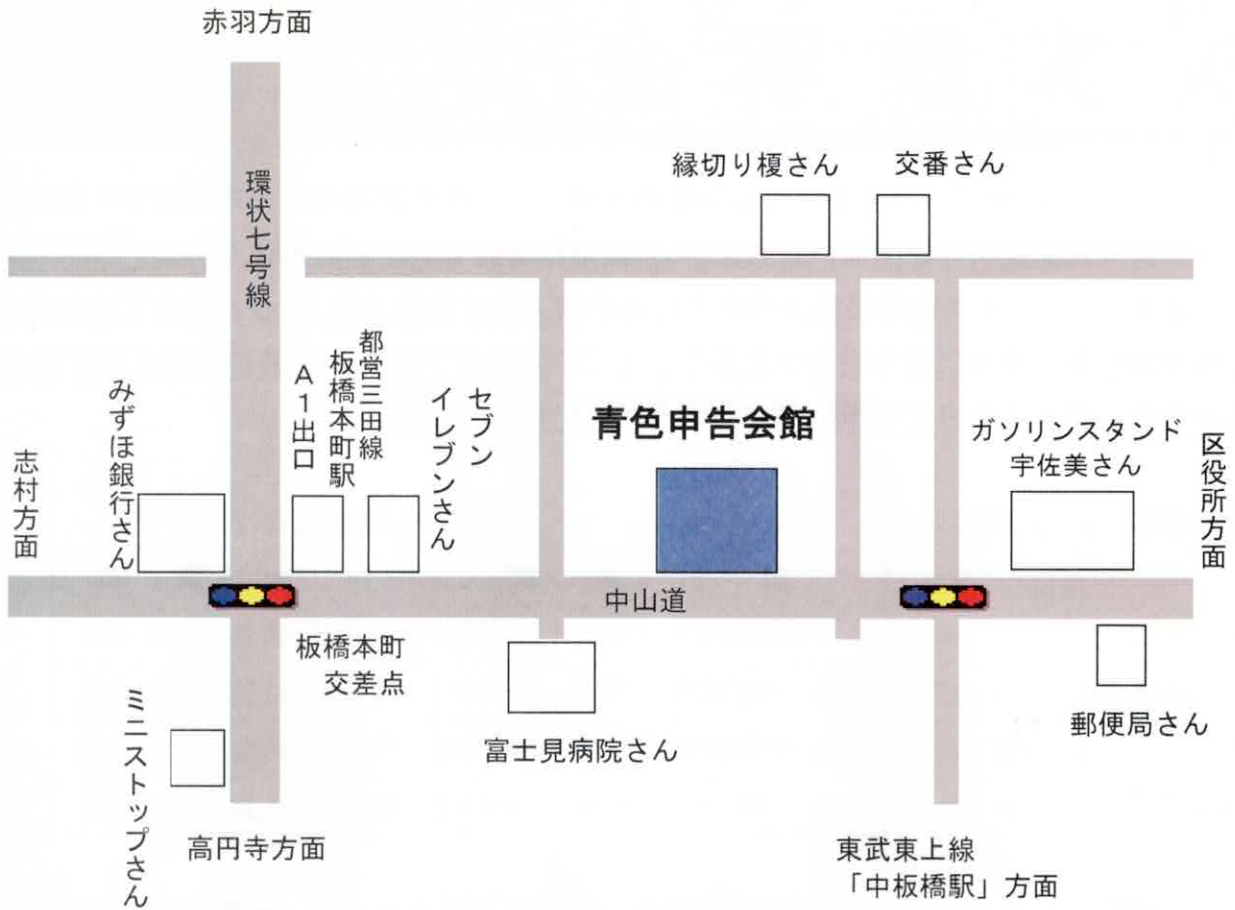 赤羽方面
縁切り榎さん
交番さん
環状七号線
都営三田線
板橋本町駅
A1出口
セブン
イレブンさん
みずほ銀行さん
志村方面
青色申告会館
ガソリンスタンド
宇佐美さん
区役所方面
中山道
板橋本町
交差点
富士見病院さん
郵便局さん
ミニストップさん
高円寺方面
東武東上線
「中板橋駅」方面